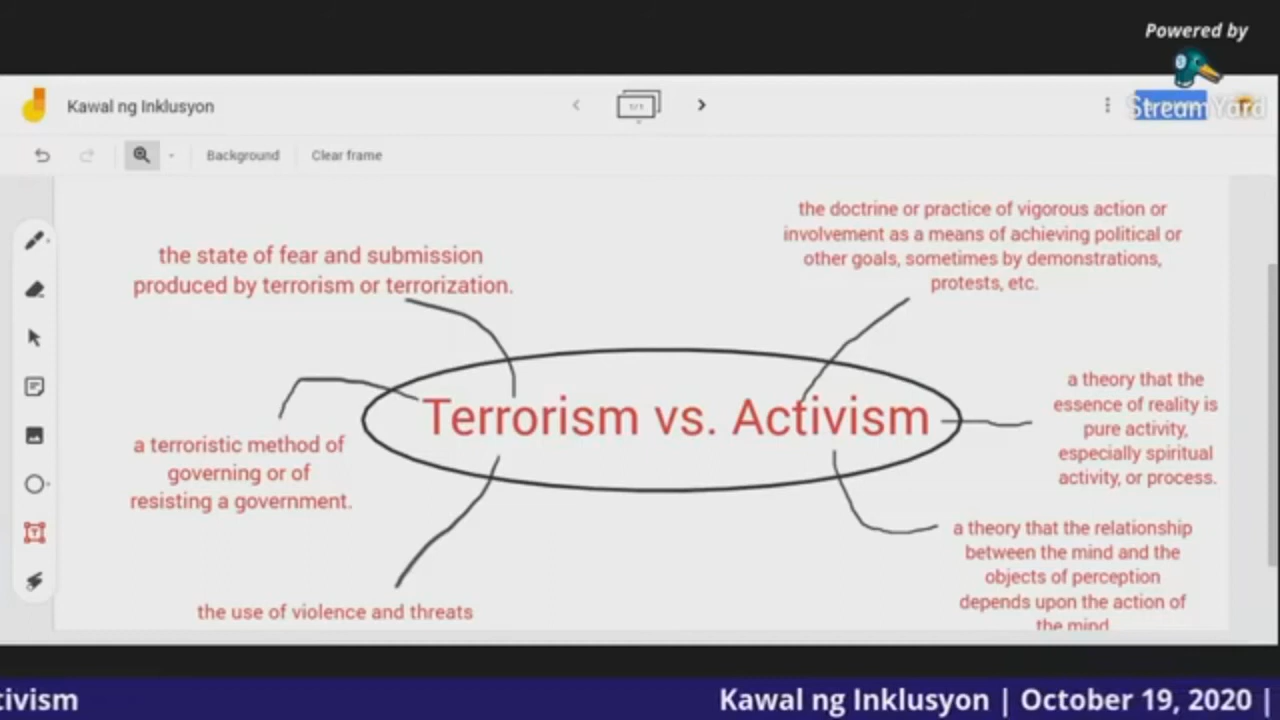 Powered by
StreamYard
Kawal ng Inklusyon
1/1
Background
Clear frame
the state of fear and submission
produced by terrorism or terrorization.
the doctrine or practice of vigorous action or
involvement as a means of achieving political or
other goals, sometimes by demonstrations,
protests, etc.
a terroristic method of
governing or of
resisting a government.
Terrorism vs. Activism
a theory that the
essence of reality is
pure activity,
especially spiritual
activity, or process.
the use of violence and threats
a theory that the relationship
between the mind and the
objects of perception
depends upon the action of
the mind
tivism
Kawal ng Inklusyon | October 19, 2020 |